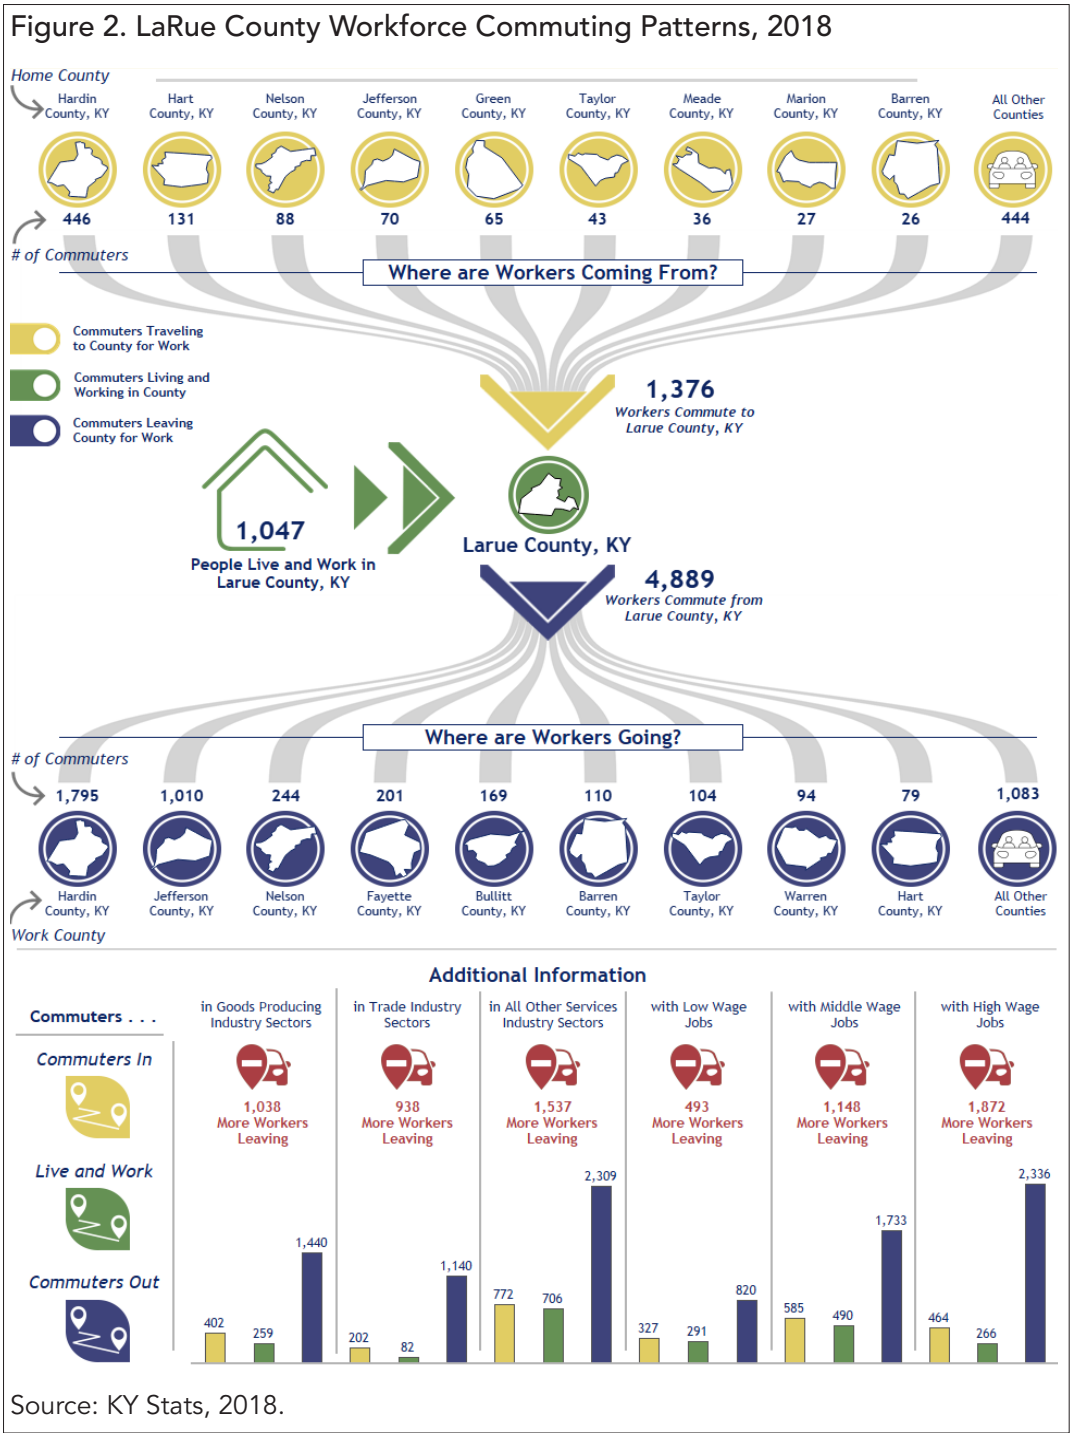 Figure 2. LaRue County Workforce Commuting Patterns, 2018
Home County
Hardin
County, KY
Hart
County, KY
Nelson
County, KY
Jefferson
County, KY
Green
County, KY
Taylor
County, KY
Meade
County, KY
Marion
County, KY
Barren
County, KY
All Other
Counties
446
131
88
70
65
43
36
27
26
444
# of Commuters
Where are Workers Coming From?
Commuters Traveling
to County for Work
Commuters Living and
Working in County
Commuters Leaving
County for Work
1,376
Workers Commute to
Larue County, KY
1,047
People Live and Work in
Larue County, KY
Larue County, KY
4,889
Workers Commute from
Larue County, KY
Where are Workers Going?
# of Commuters
1,795
1,010
244
201
169
110
104
94
79
1,083
Hardin
County, KY
Jefferson
County, KY
Nelson
County, KY
Fayette
County, KY
Bullitt
County, KY
Barren
County, KY
Taylor
County, KY
Warren
County, KY
Hart
County, KY
All Other
Counties
Work County
Additional Information
Commuters . . .
in Goods Producing
Industry Sectors
in Trade Industry
Sectors
in All Other Services
Industry Sectors
with Low Wage
Jobs
with Middle Wage
Jobs
with High Wage
Jobs
Commuters In
Live and Work
Commuters Out
1,038
More Workers
Leaving
938
More Workers
Leaving
1,537
More Workers
Leaving
493
More Workers
Leaving
1,148
More Workers
Leaving
1,872
More Workers
Leaving
402
259
1,440
202
82
1,140
772
706
2,309
327
291
820
585
490
1,733
464
266
2,336
Source: KY Stats, 2018.